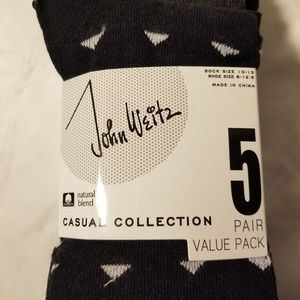 SOCK SIZE 10-13
SHOE SIZE 6-12.5
MADE IN CHINA
John Weitz
natural
blend
CASUAL COLLECTION
5
PAIR
VALUE PACK